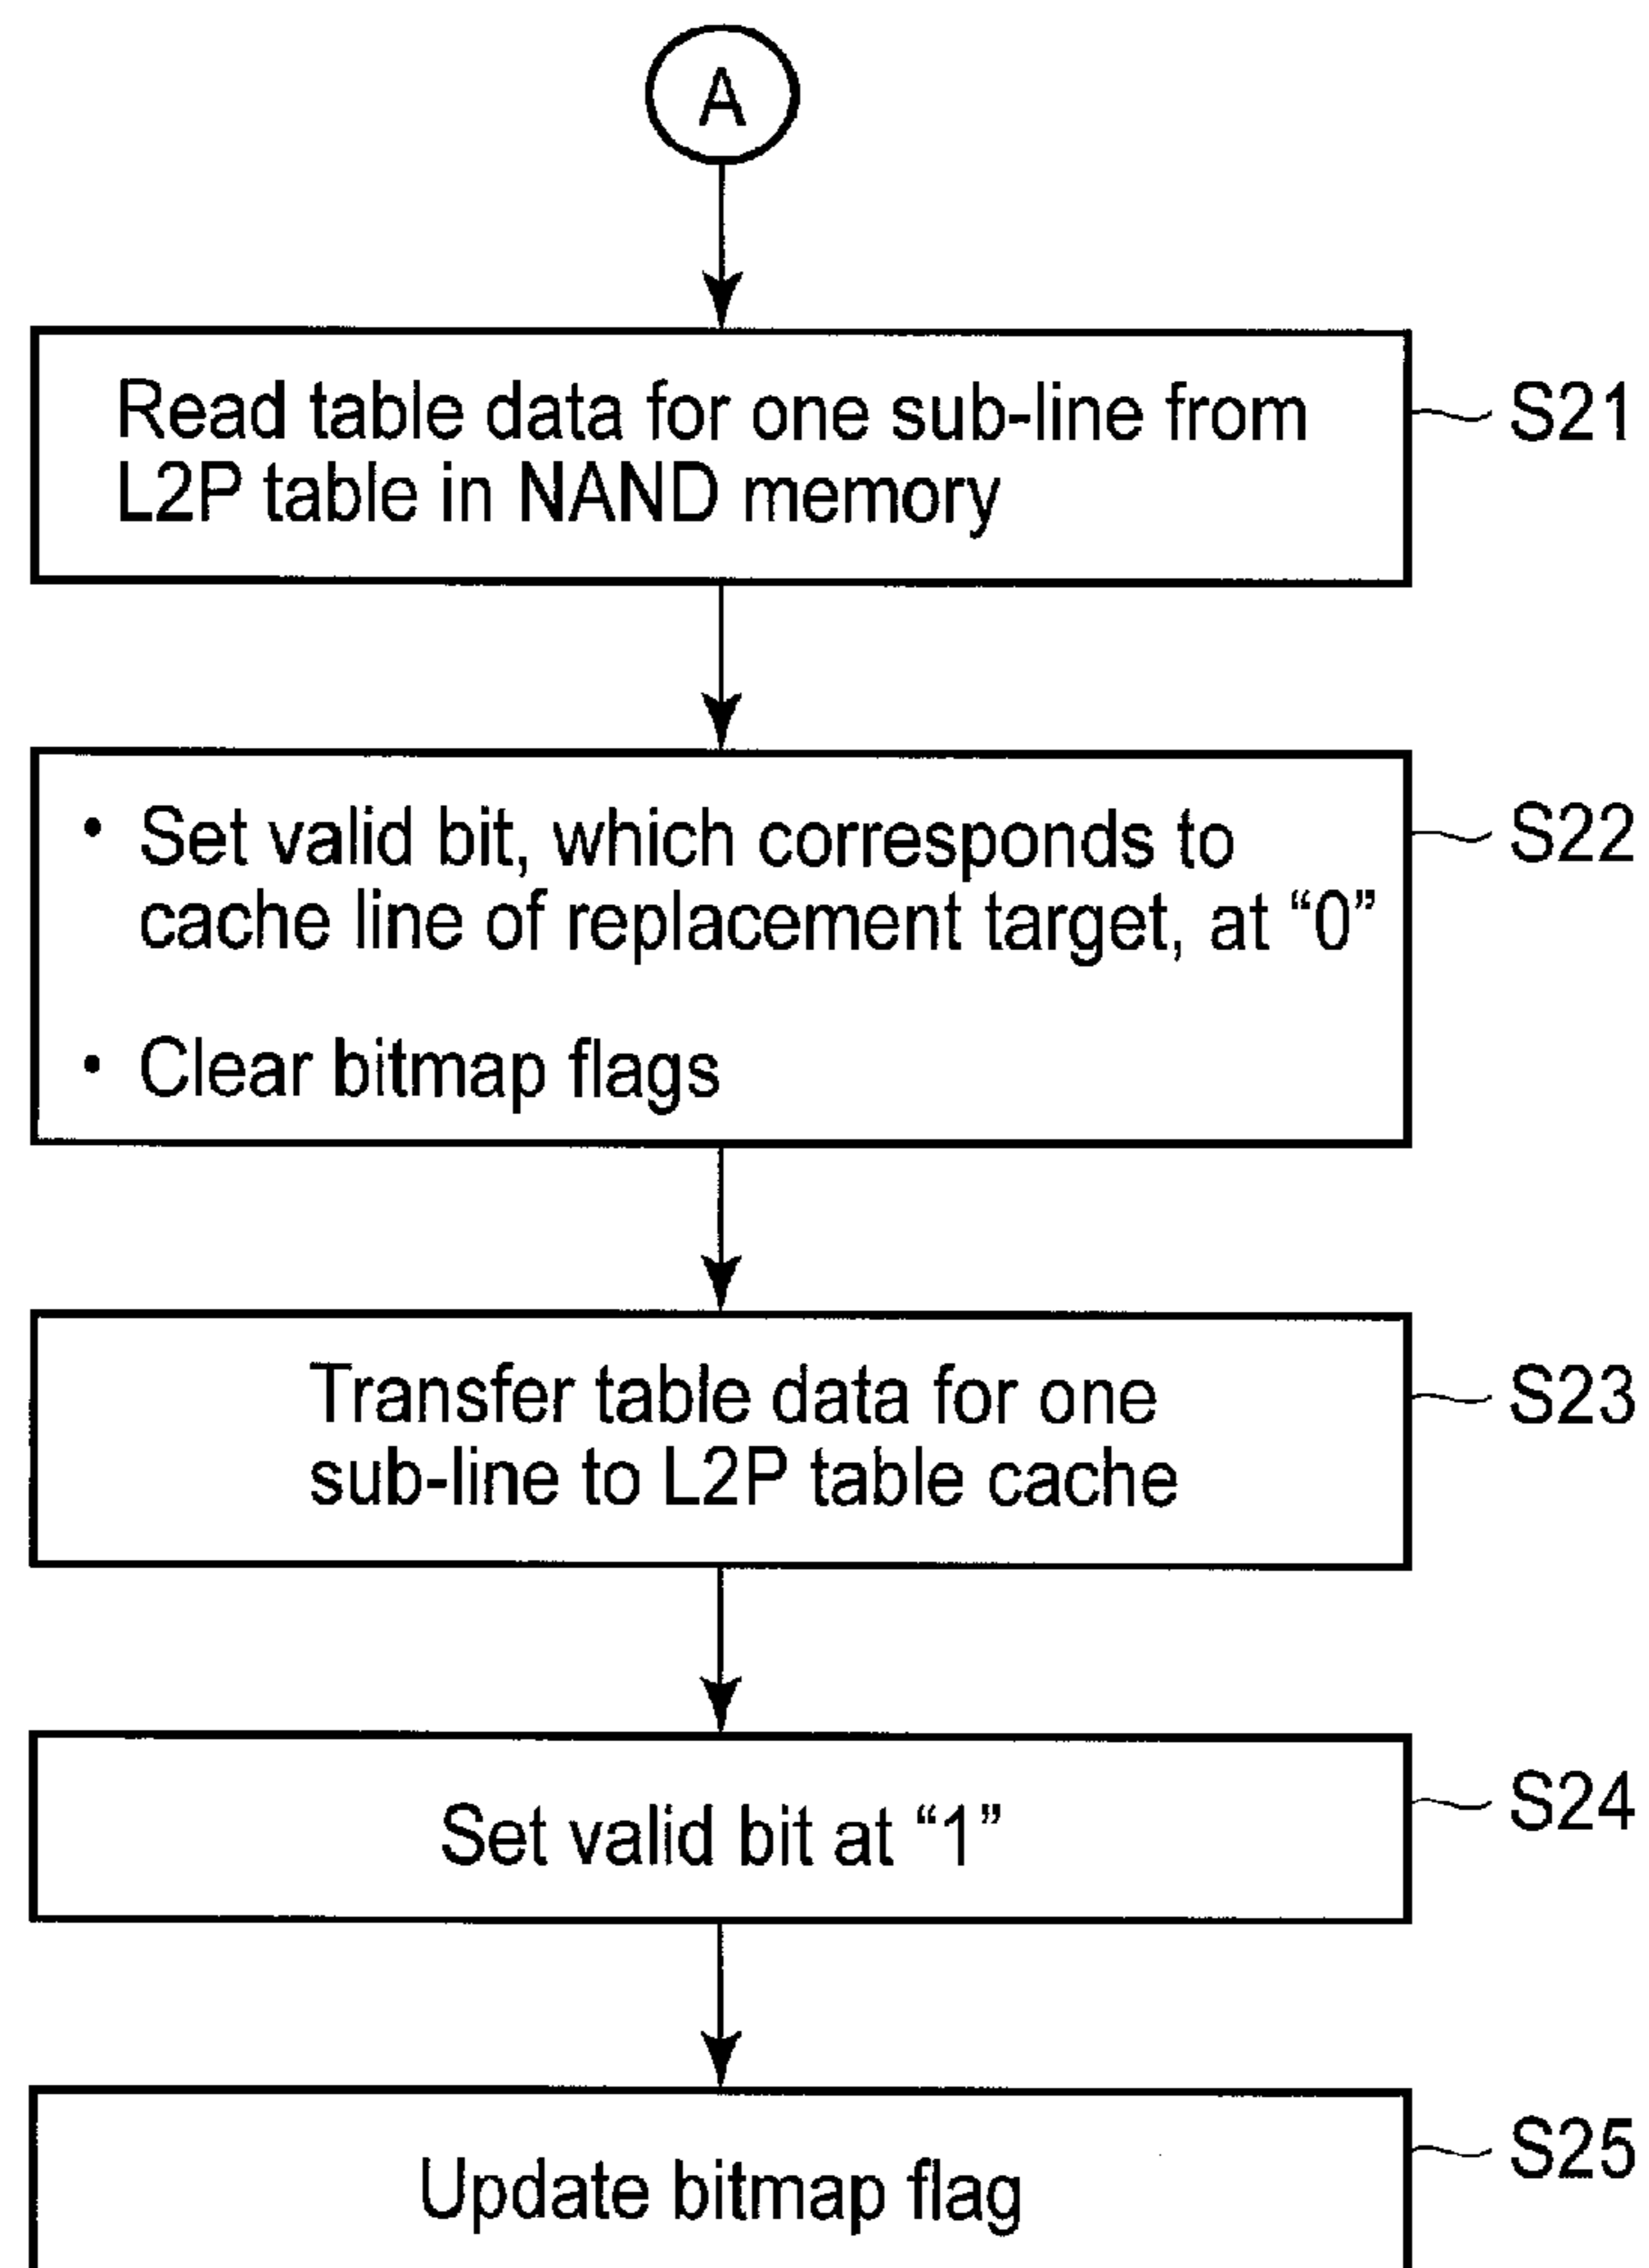 A
Read table data for one sub-line from
L2P table in NAND memory
S21
• Set valid bit, which corresponds to
cache line of replacement target, at “0”
• Clear bitmap flags
S22
Transfer table data for one
sub-line to L2P table cache
S23
Set valid bit at “1”
S24
Update bitmap flag
S25